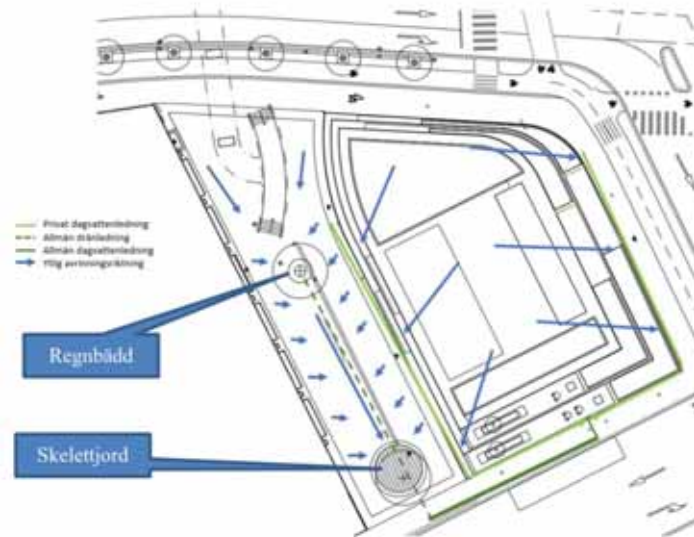 Privat dagvattenledning
Allmän dränledning
Allmän dagvattenledning
Ytlig avrinningsriktning
Regnbädd
Skelettjord